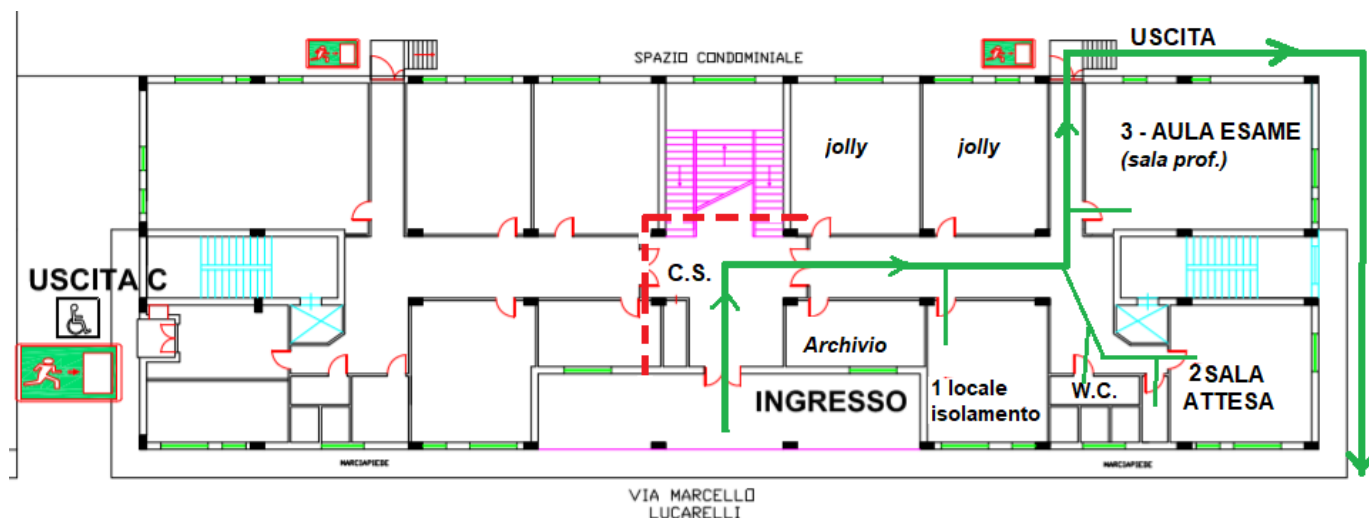 USCITA
SPAZIO CONDOMINIALE
3 - AULA ESAME
(sala prof.)
jolly
jolly
USCITA C
C.S.
Archivio
INGRESSO
1 locale
isolamento
W.C.
2 SALA
ATTESA
MARCIAPIEDE
MARCIAPIEDE
VIA MARCELLO
LUCARELLI